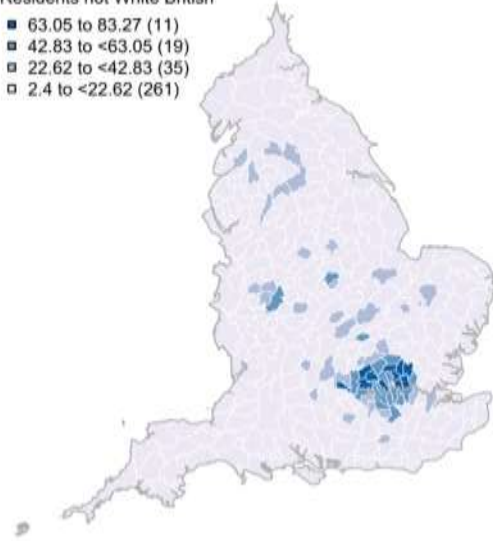 Residents not White British
63.05 to 83.27 (11)
42.83 to <63.05 (19)
22.62 to <42.83 (35)
2.4 to <22.62 (261)